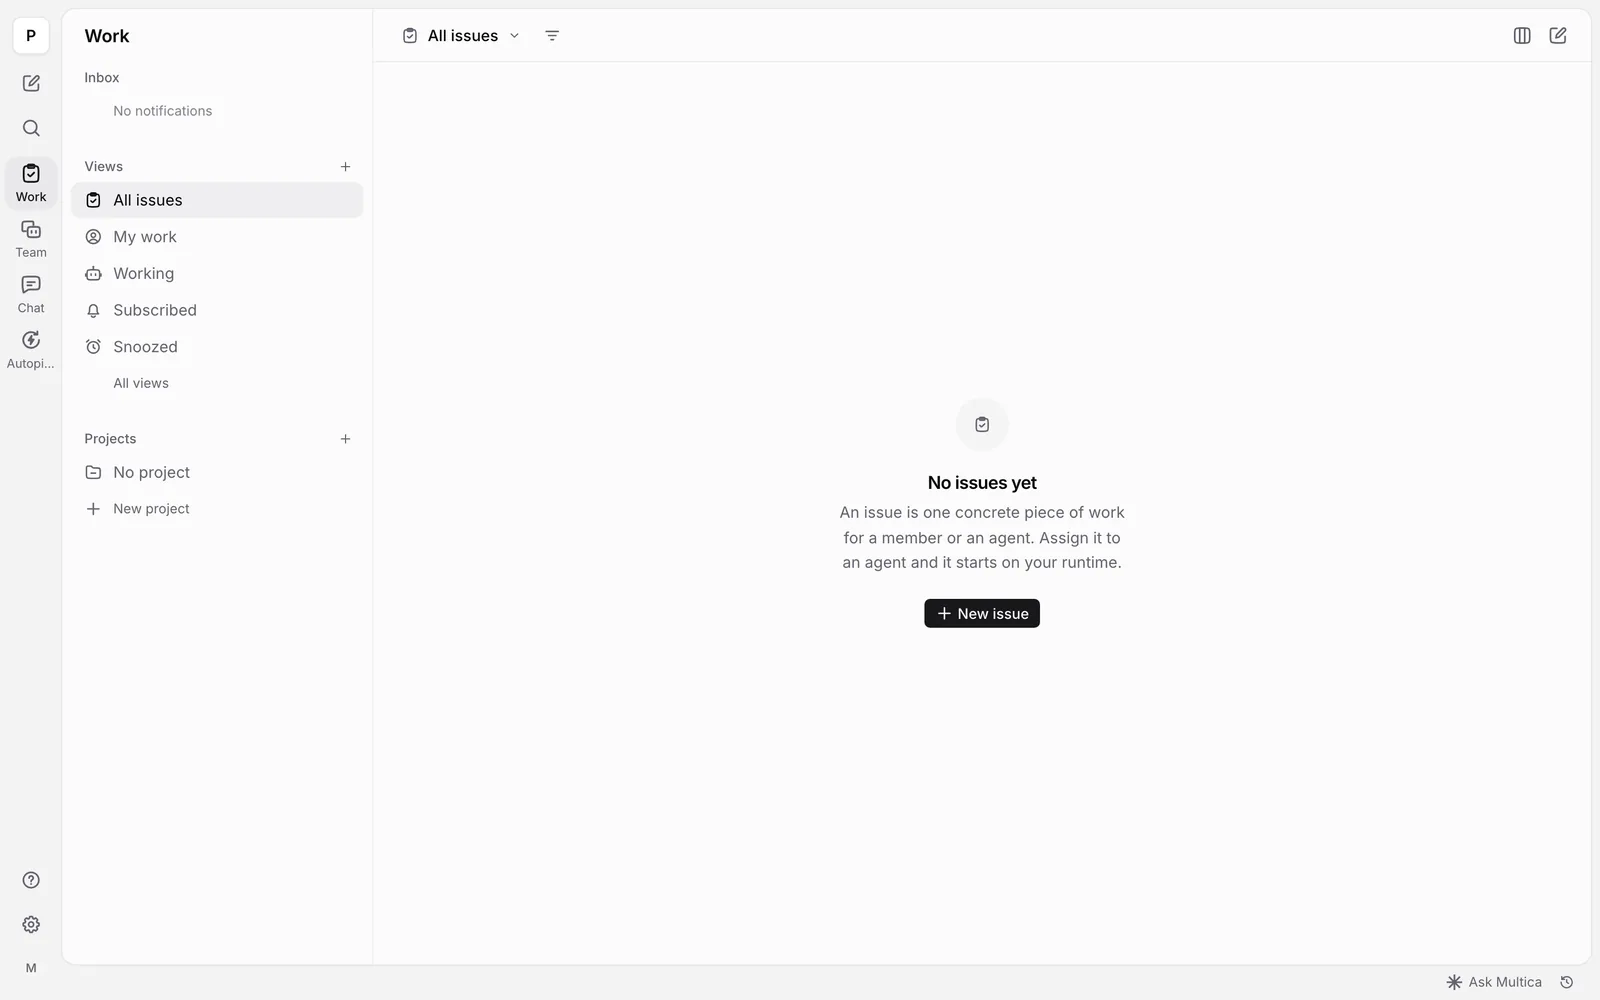 P
Work
Team
Chat
Autopi...
M
Work
Inbox
No notifications
Views
All issues
My work
Working
Subscribed
Snoozed
All views
Projects
No project
New project
All issues
No issues yet
An issue is one concrete piece of work
for a member or an agent. Assign it to
an agent and it starts on your runtime.
New issue
Ask Multica